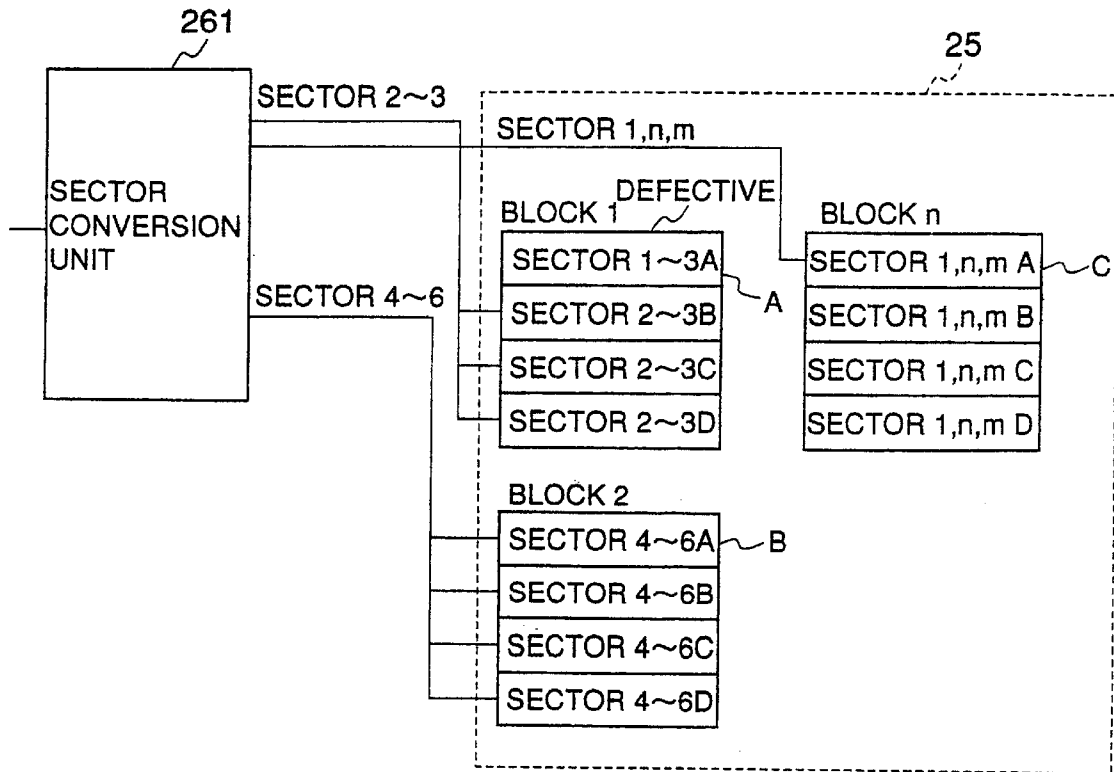 261
25
SECTOR 2~3
SECTOR 1,n,m
SECTOR
CONVERSION
UNIT
DEFECTIVE
BLOCK 1
SECTOR 1~3A
A
SECTOR 2~3B
SECTOR 2~3C
SECTOR 2~3D
BLOCK n
SECTOR 1,n,m A
C
SECTOR 1,n,m B
SECTOR 1,n,m C
SECTOR 1,n,m D
SECTOR 4~6
BLOCK 2
SECTOR 4~6A
B
SECTOR 4~6B
SECTOR 4~6C
SECTOR 4~6D